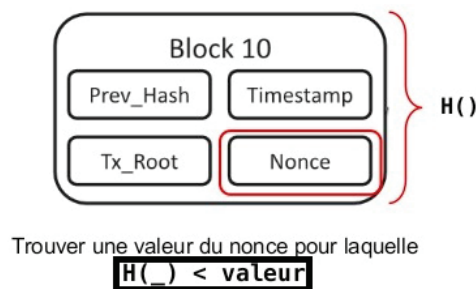 Block 10
Prev_Hash Timestamp
H()
Tx_Root Nonce
Trouver une valeur du nonce pour laquelle
H(_) < valeur